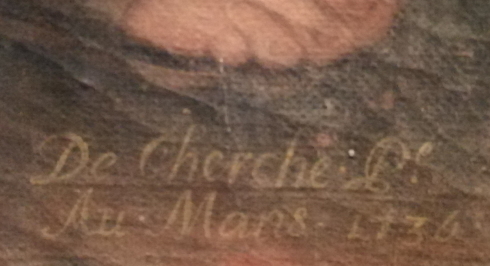 De Cherche · P.e
Au · Mans · 1736